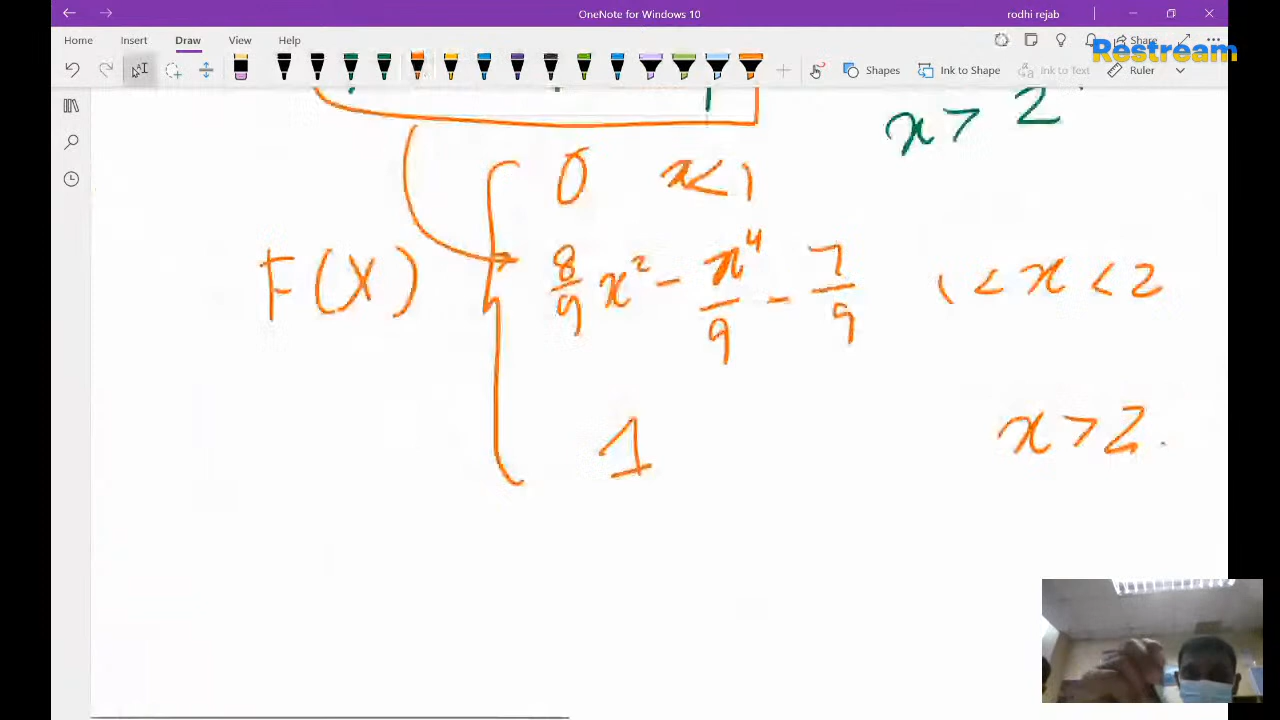 OneNote for Windows 10
rodhi rejab
Home Insert Draw View Help
Share
Restream
Shapes Ink to Shape Ink to Text Ruler
x > 2
0 x < 1
F(X) 8/9 x² - x⁴/9 - 7/9 1 < x < 2
1 x > 2.